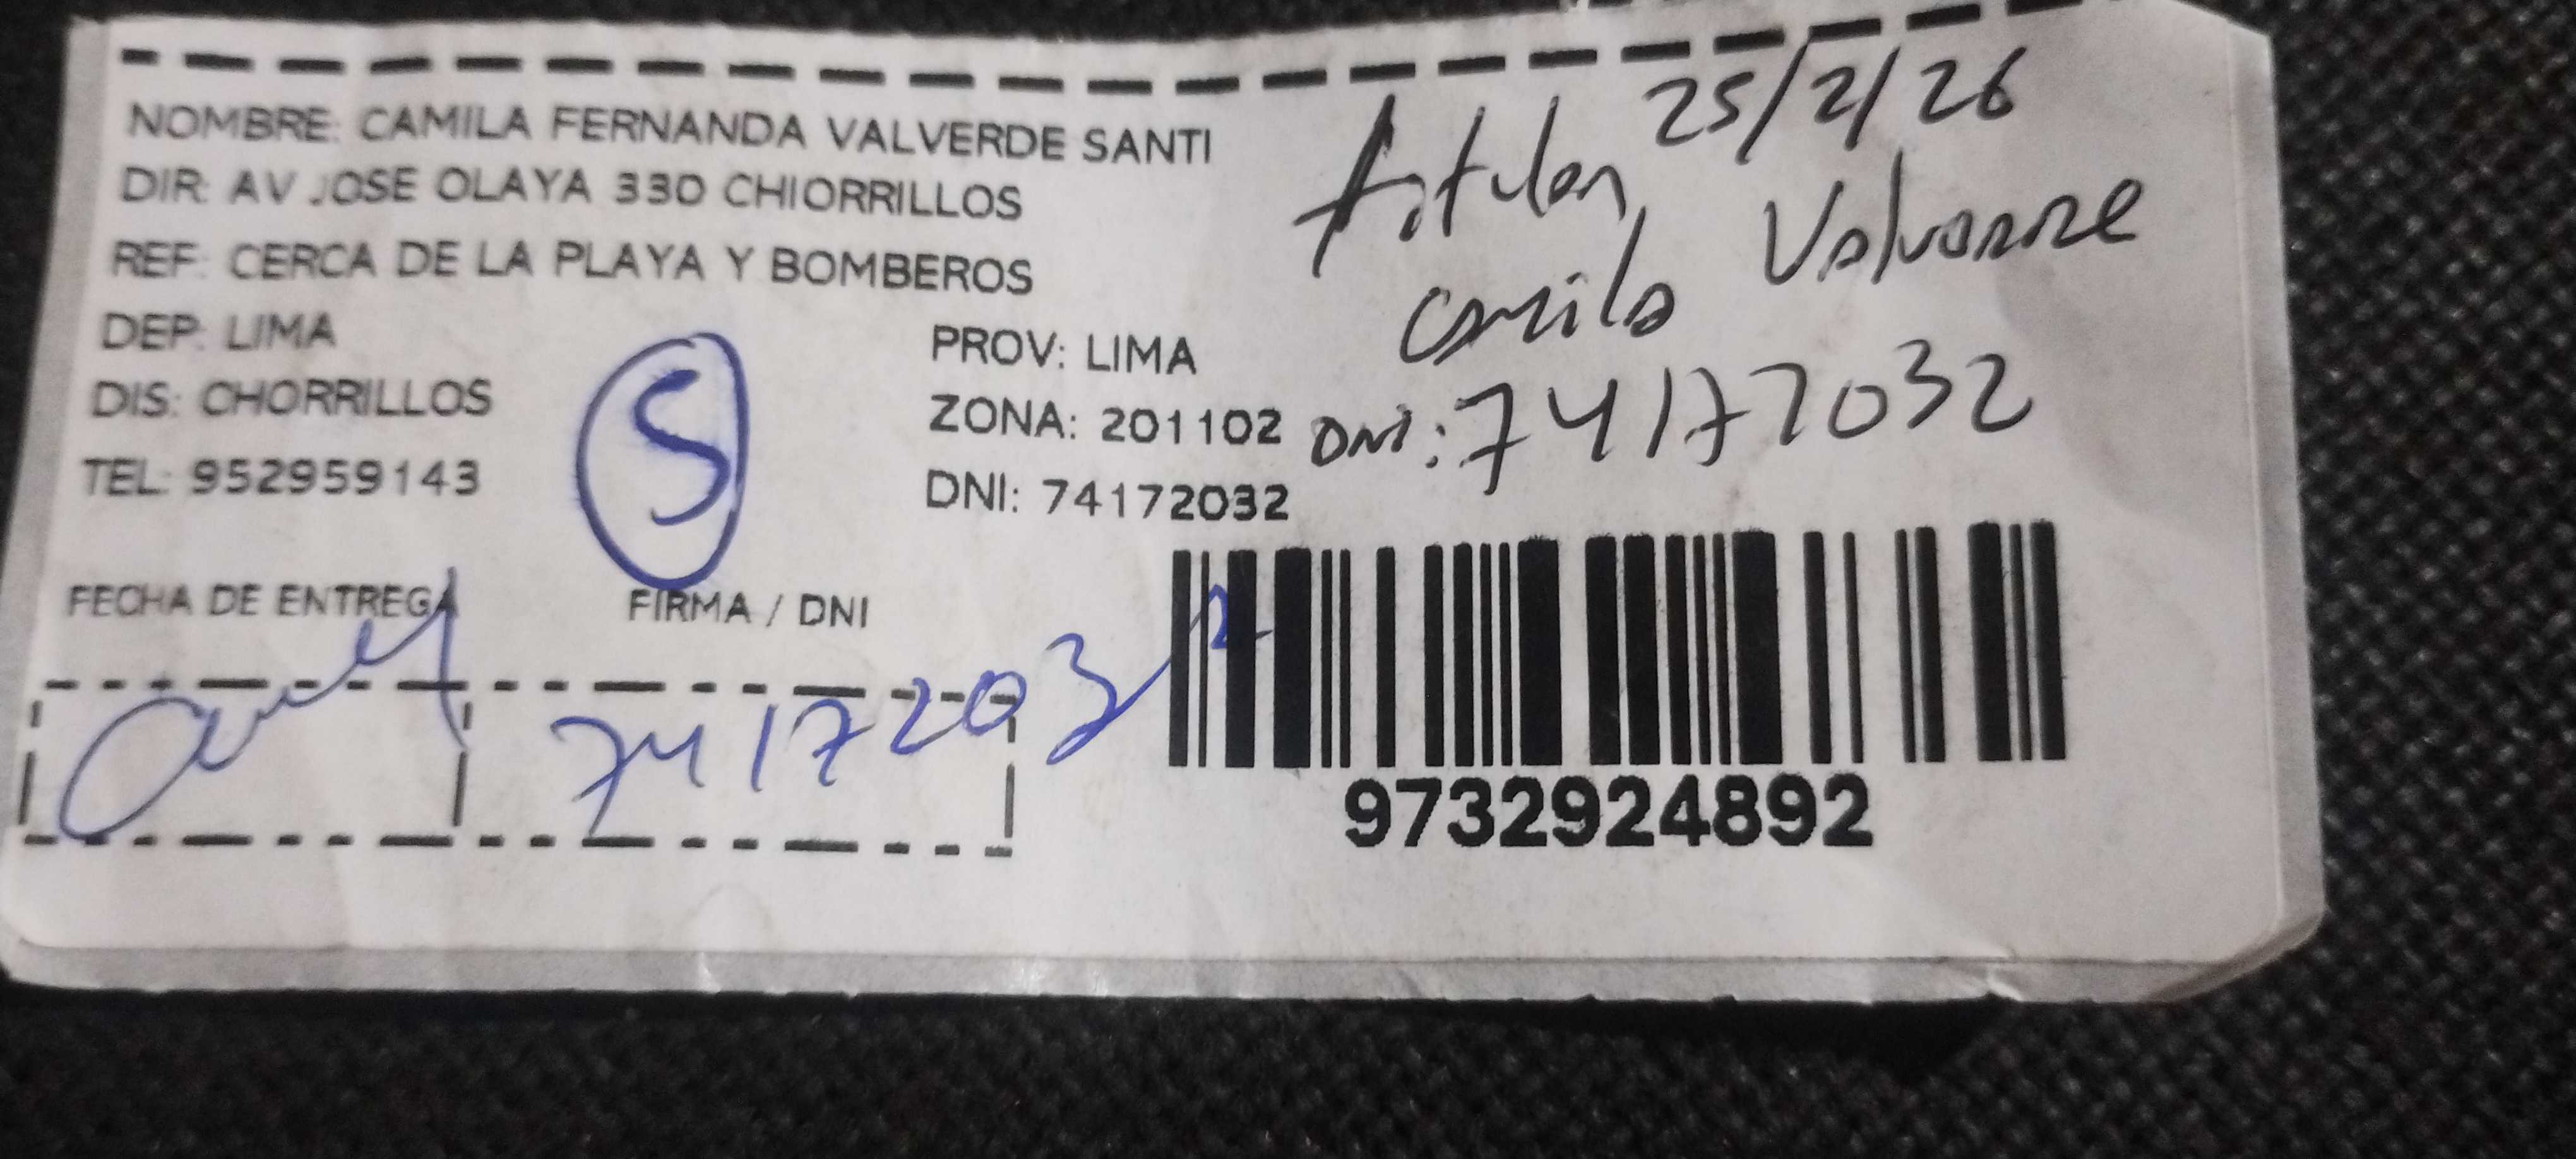 25/2/26
NOMBRE: CAMILA FERNANDA VALVERDE SANTI
DIR: AV JOSE OLAYA 330 CHIORRILLOS
REF: CERCA DE LA PLAYA Y BOMBEROS
DEP: LIMA
PROV: LIMA
DIS: CHORRILLOS
ZONA: 201102
TEL: 952959143
DNI: 74172032
S
Camila Valverde
DNI: 74177032
FECHA DE ENTREGA
FIRMA / DNI
74172032
9732924892